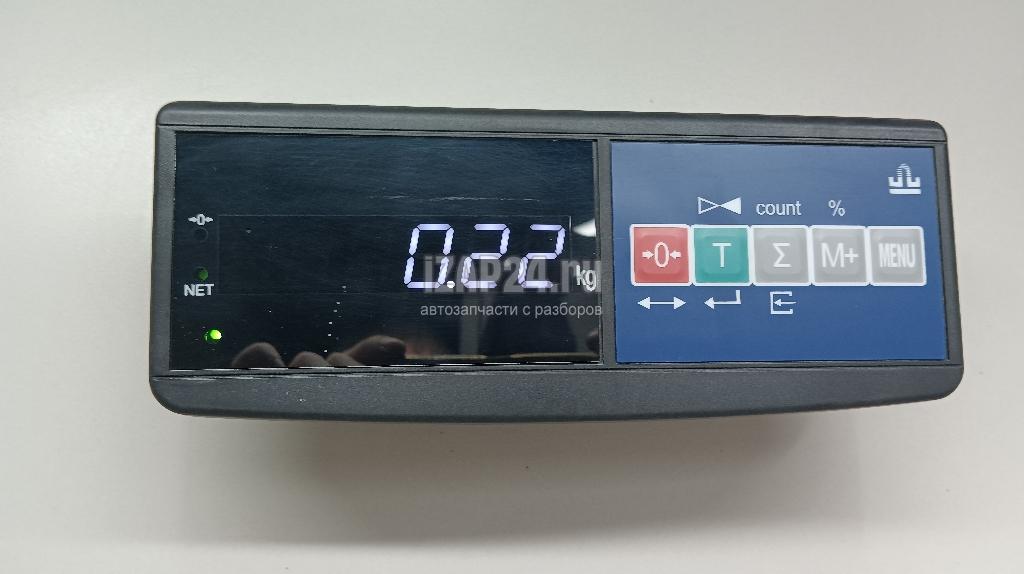 count %
→0←
NET
0.22 kg
→0← T Σ M+ MENU
iZAP24.ru
автозапчасти с разборов